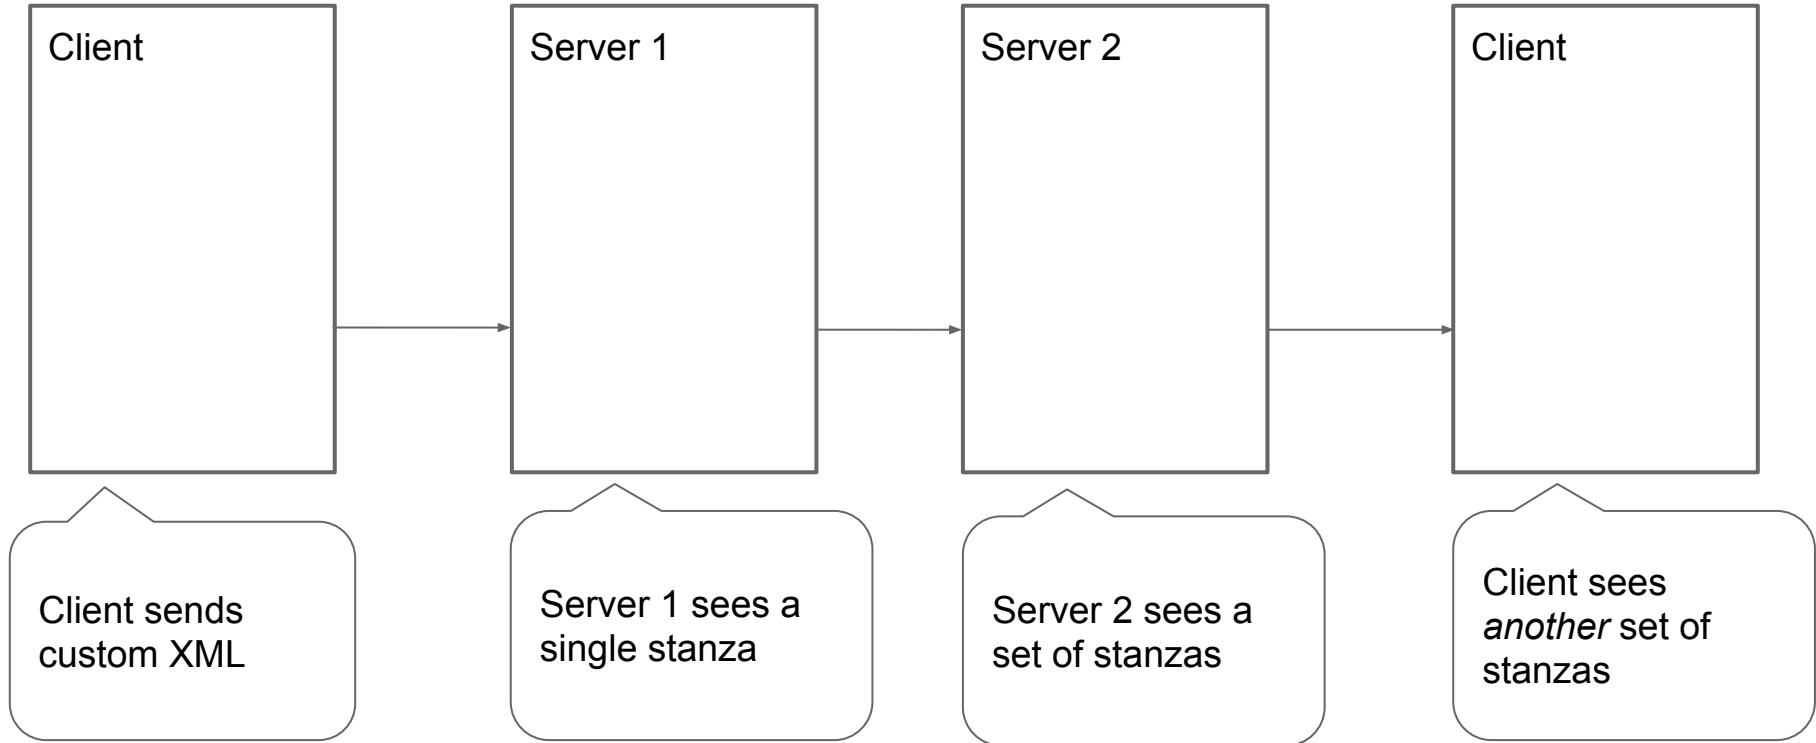 Client
Server 1
Server 2
Client
Client sends
custom XML
Server 1 sees a
single stanza
Server 2 sees a
set of stanzas
Client sees
another set of
stanzas